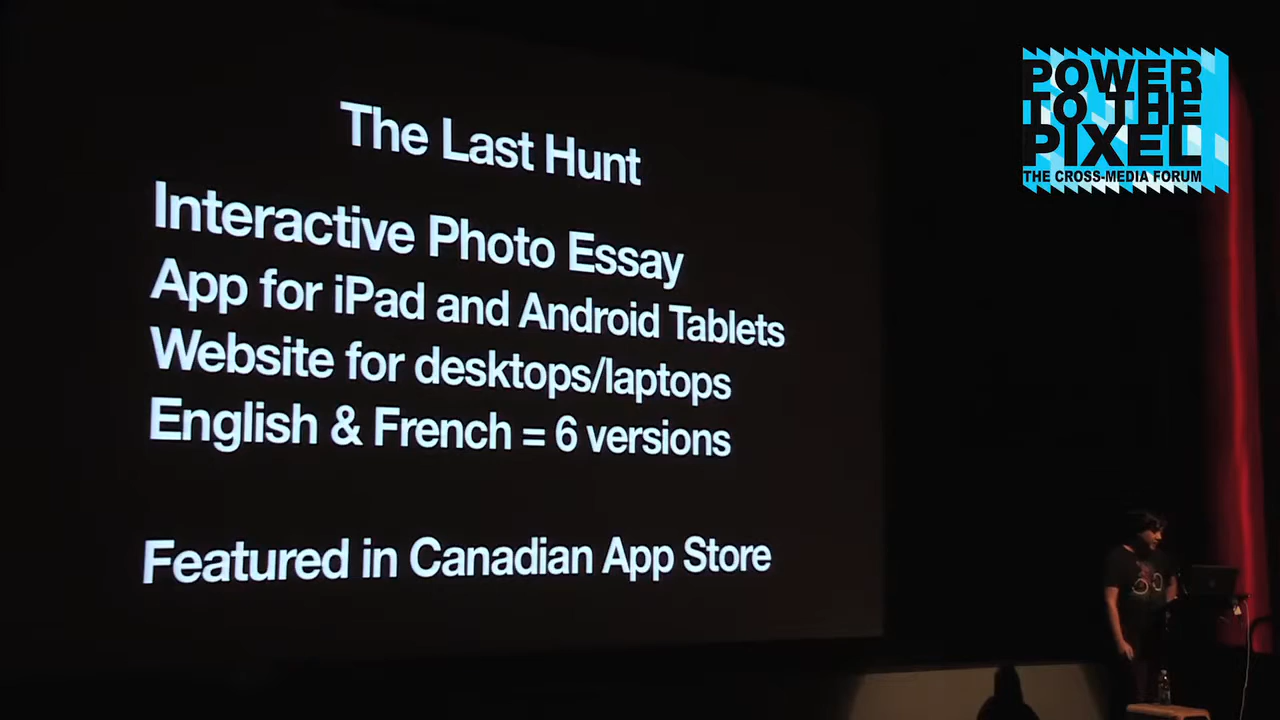 The Last Hunt
Interactive Photo Essay
App for iPad and Android Tablets
Website for desktops/laptops
English & French = 6 versions
Featured in Canadian App Store
POWER
TO THE
PIXEL
THE CROSS-MEDIA FORUM